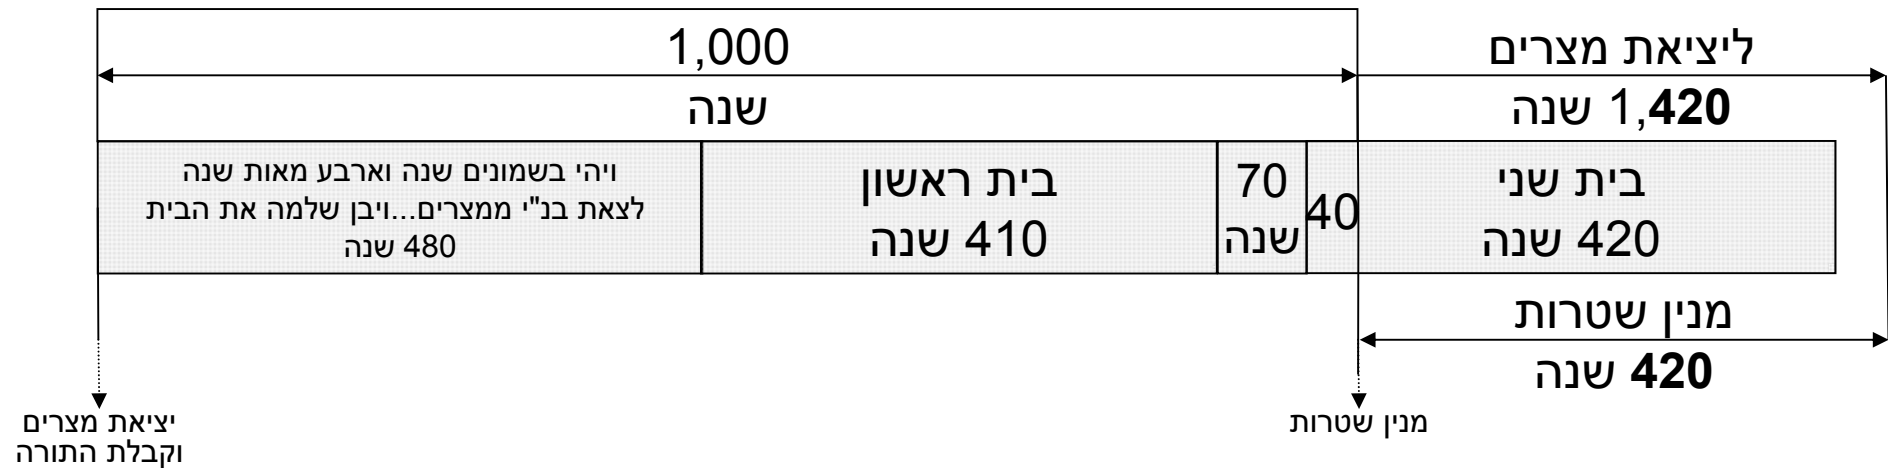 ליציאת מצרים
1,420 שנה
1,000
שנה
ויהי בשמונים שנה וארבע מאות שנה
לצאת בנ"י ממצרים...ויבן שלמה את הבית
480 שנה
בית ראשון
410 שנה
70
שנה
40
בית שני
420 שנה
מנין שטרות
420 שנה
יציאת מצרים
וקבלת התורה
מנין שטרות